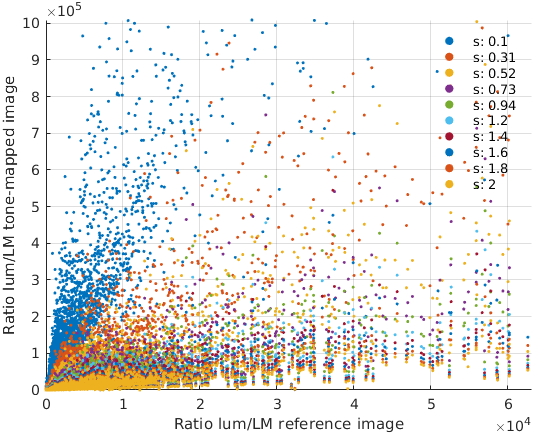 ×10^5
10
9
8
7
6
5
4
3
2
1
0
Ratio lum/LM tone-mapped image
s: 0.1
s: 0.31
s: 0.52
s: 0.73
s: 0.94
s: 1.2
s: 1.4
s: 1.6
s: 1.8
s: 2
0 1 2 3 4 5 6
Ratio lum/LM reference image
×10^4